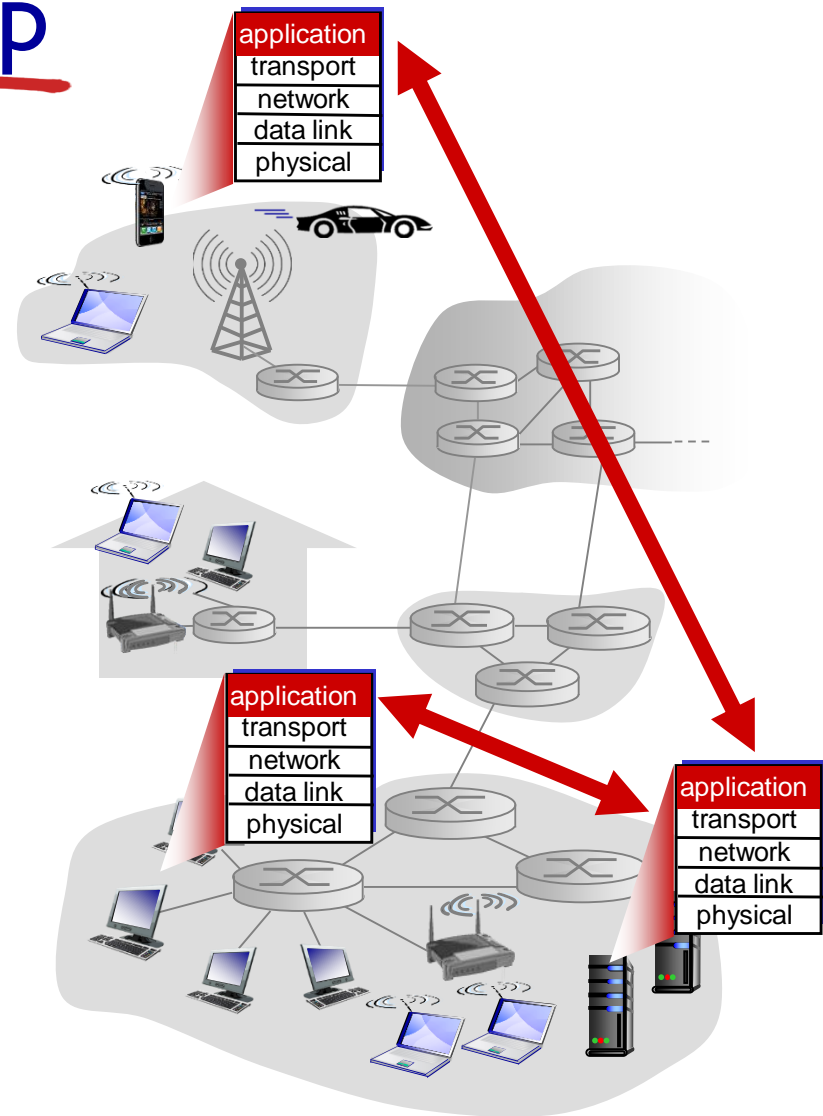 p
application
transport
network
data link
physical
application
transport
network
data link
physical
application
transport
network
data link
physical